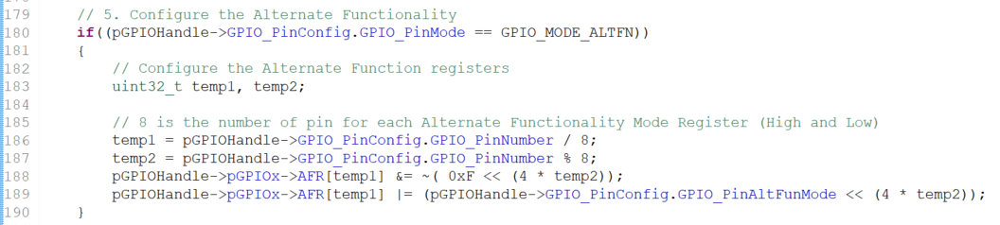 179 // 5. Configure the Alternate Functionality
180 if((pGPIOHandle->GPIO_PinConfig.GPIO_PinMode == GPIO_MODE_ALTFN))
181 {
182 // Configure the Alternate Function registers
183 uint32_t temp1, temp2;
184
185 // 8 is the number of pin for each Alternate Functionality Mode Register (High and Low)
186 temp1 = pGPIOHandle->GPIO_PinConfig.GPIO_PinNumber / 8;
187 temp2 = pGPIOHandle->GPIO_PinConfig.GPIO_PinNumber % 8;
188 pGPIOHandle->pGPIOx->AFR[temp1] &= ~( 0xF << (4 * temp2));
189 pGPIOHandle->pGPIOx->AFR[temp1] |= (pGPIOHandle->GPIO_PinConfig.GPIO_PinAltFunMode << (4 * temp2));
190 }